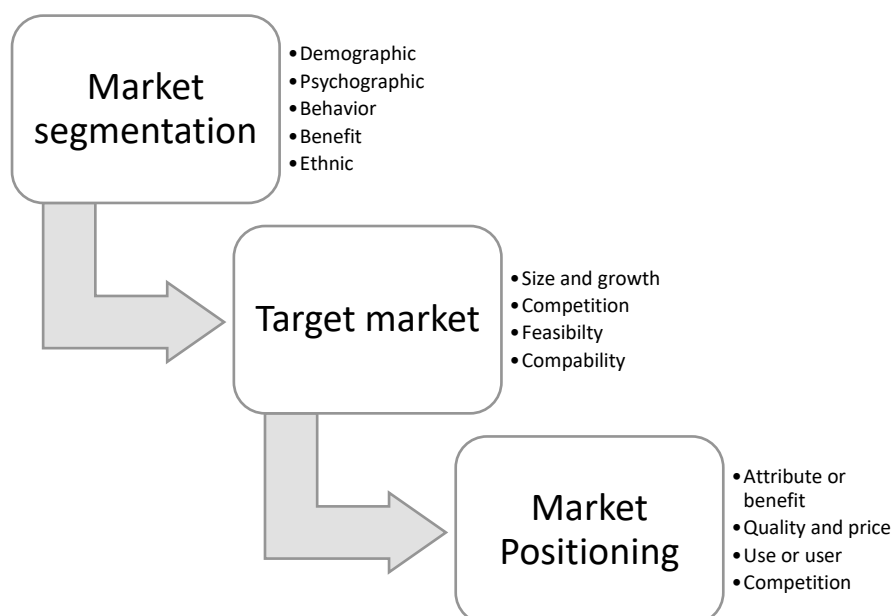 Market
segmentation
•Demographic
•Psychographic
•Behavior
•Benefit
•Ethnic
Target market
•Size and growth
•Competition
•Feasibilty
•Compability
Market
Positioning
•Attribute or
benefit
•Quality and price
•Use or user
•Competition